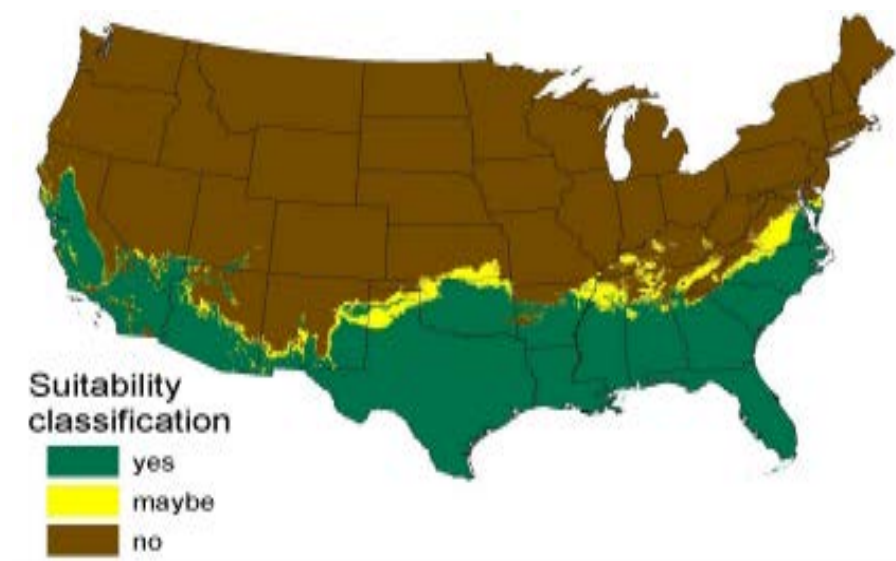 Suitability
classification
yes
maybe
no